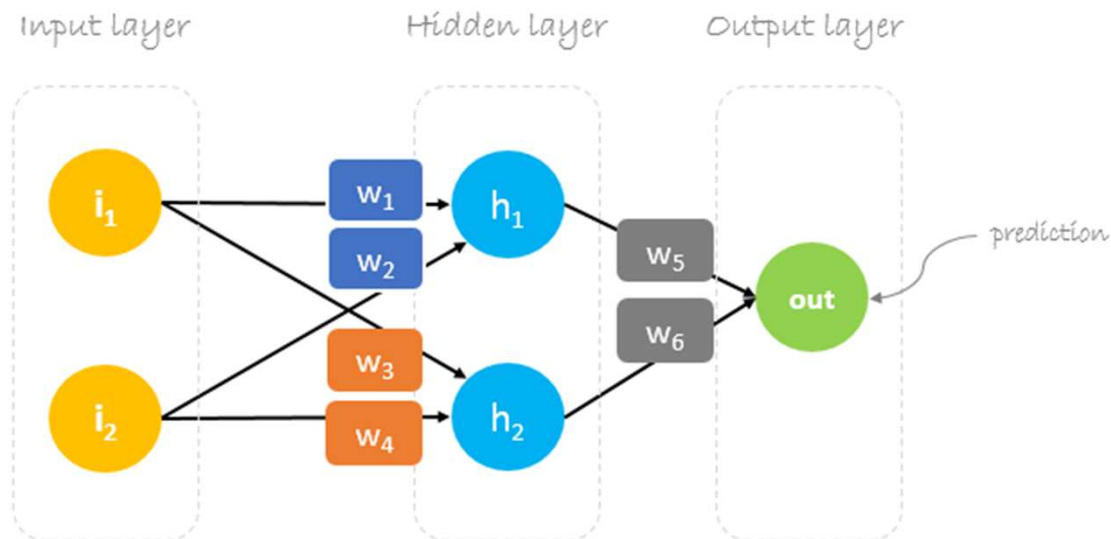 Input layer
Hidden layer
Output layer
i₁
w₁
h₁
w₂
w₅
prediction
out
w₃
w₆
i₂
w₄
h₂